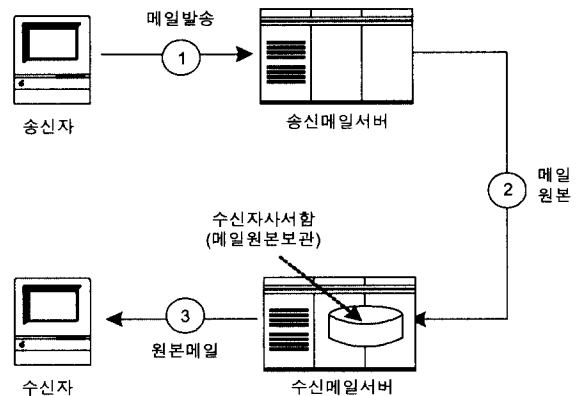 메일발송
1
송신자
송신메일서버
2
메일
원본
수신자사서함
(메일원본보관)
3
원본메일
수신자
수신메일서버